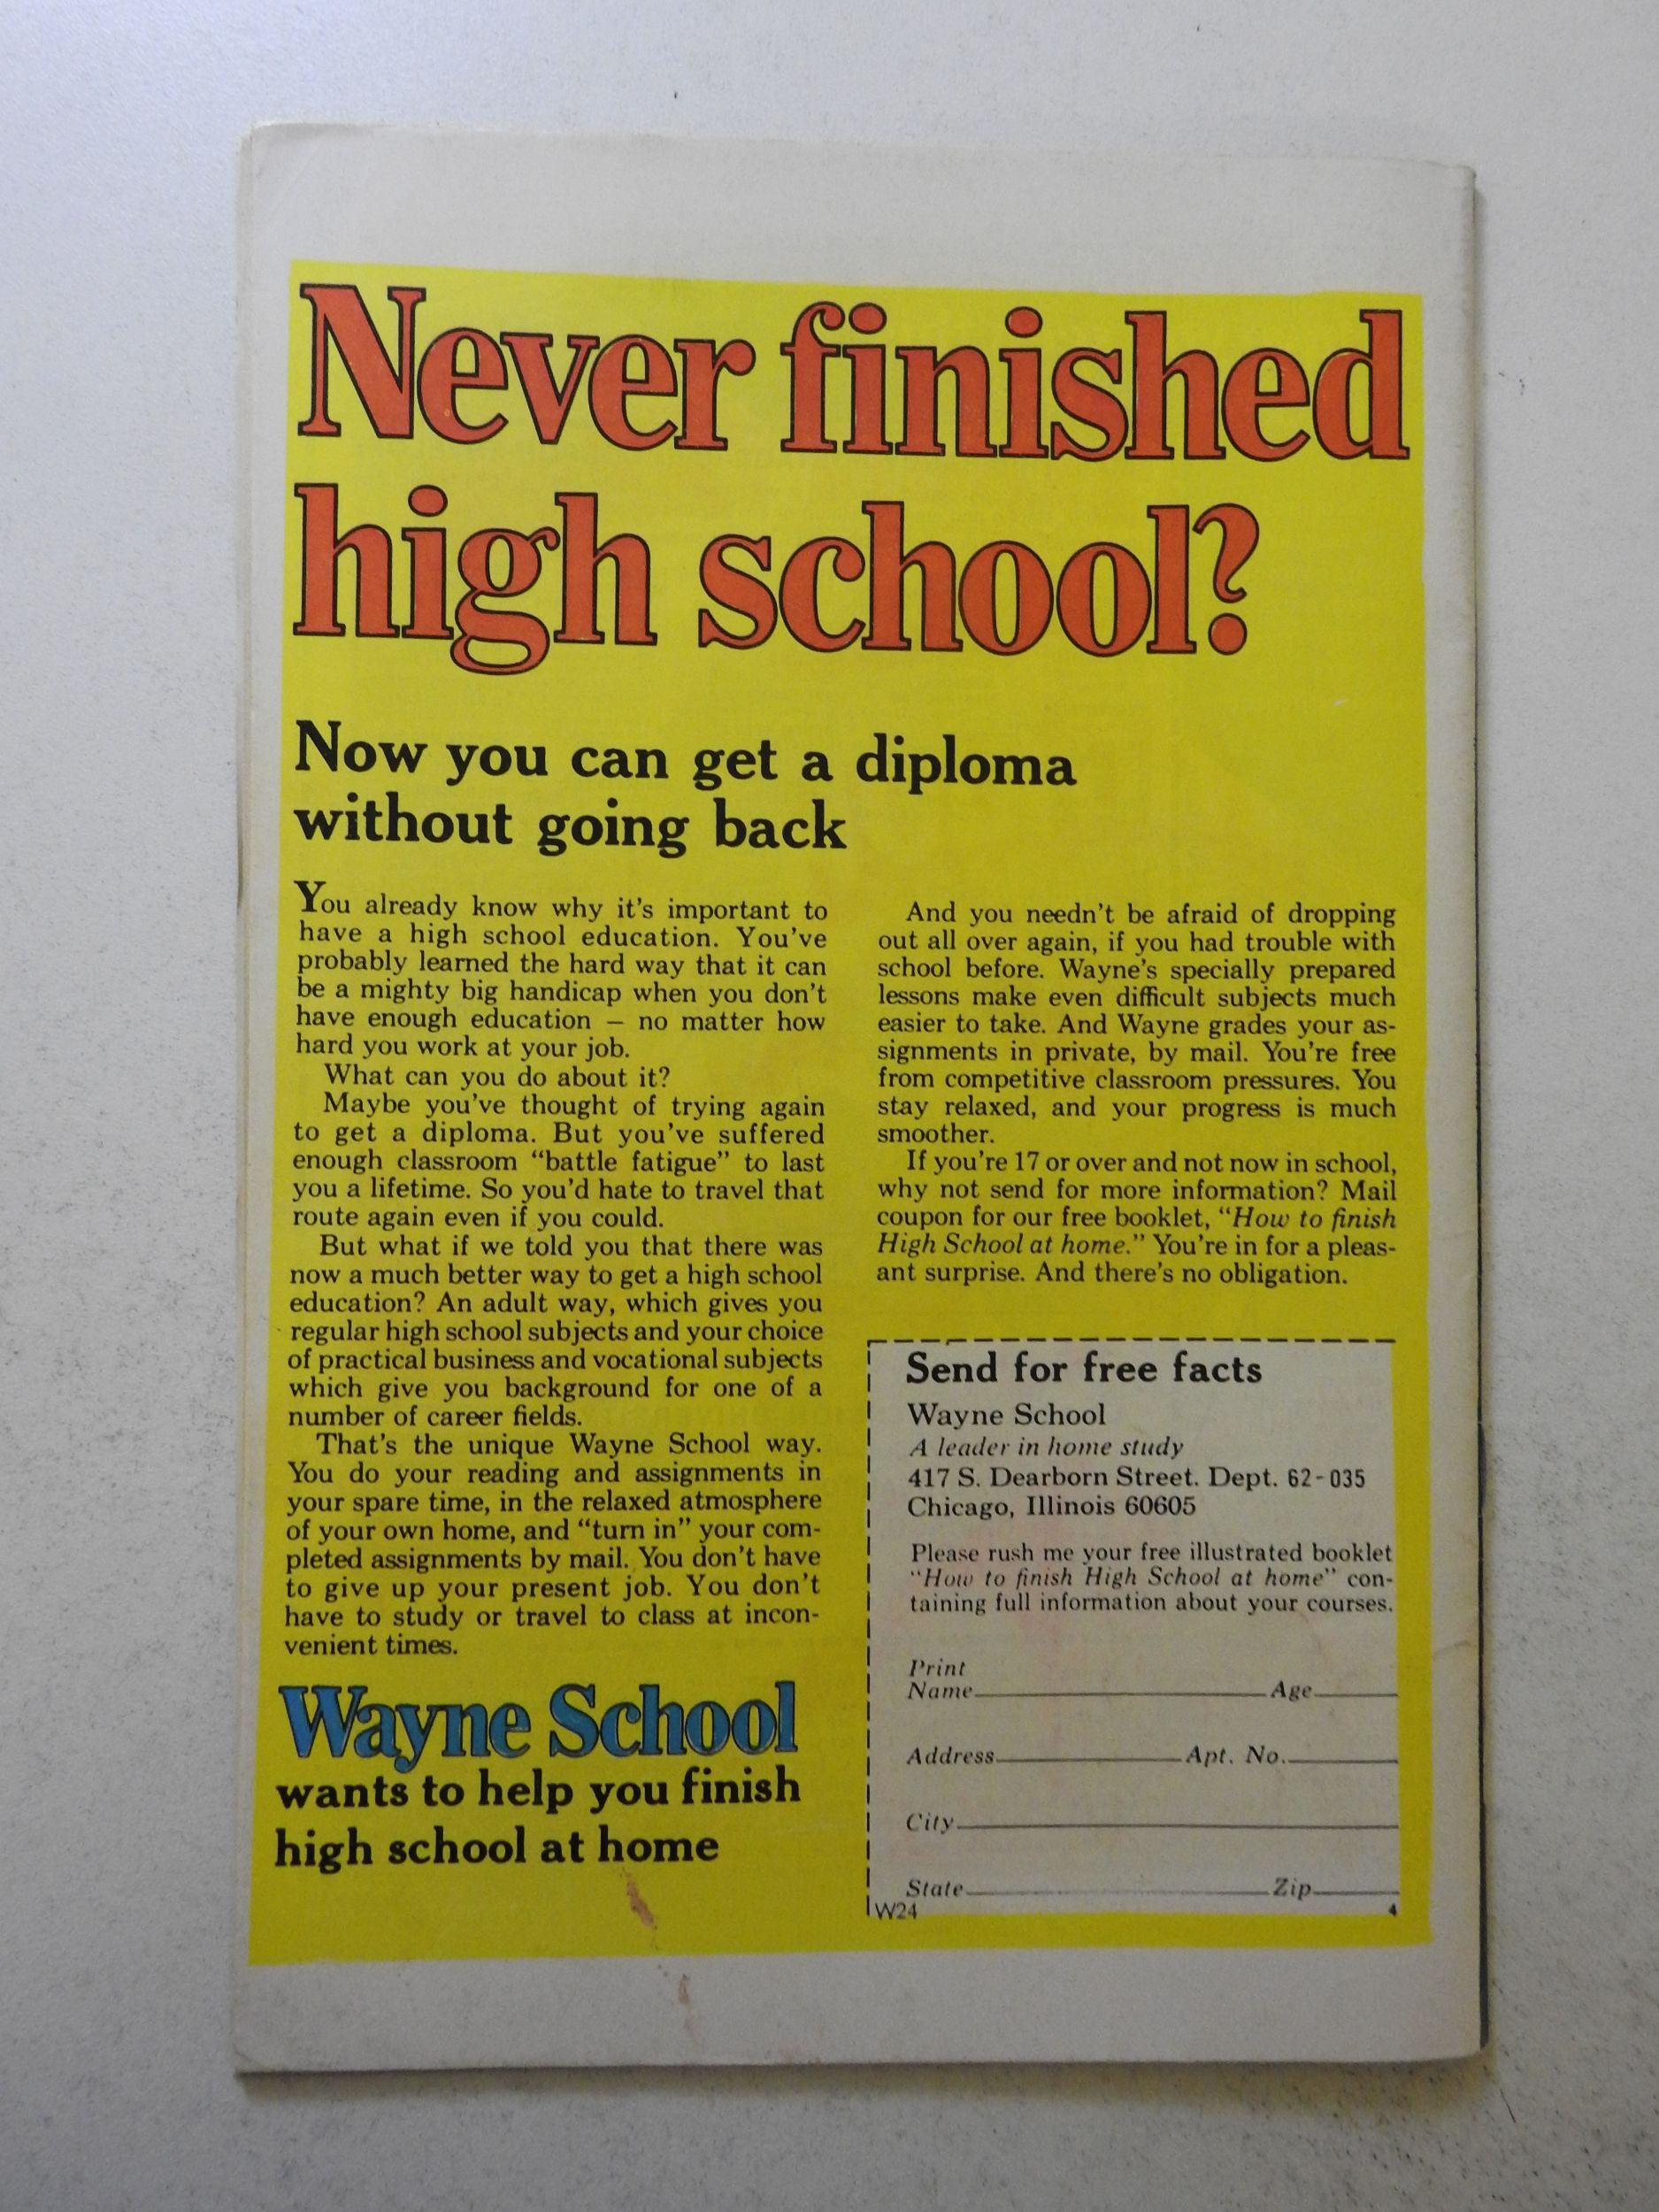 Never finished
high school?
Now you can get a diploma
without going back
You already know why it's important to
have a high school education. You've
probably learned the hard way that it can
be a mighty big handicap when you don't
have enough education – no matter how
hard you work at your job.
What can you do about it?
Maybe you've thought of trying again
to get a diploma. But you've suffered
enough classroom "battle fatigue" to last
you a lifetime. So you'd hate to travel that
route again even if you could.
But what if we told you that there was
now a much better way to get a high school
education? An adult way, which gives you
regular high school subjects and your choice
of practical business and vocational subjects
which give you background for one of a
number of career fields.
That's the unique Wayne School way.
You do your reading and assignments in
your spare time, in the relaxed atmosphere
of your own home, and "turn in" your com-
pleted assignments by mail. You don't have
to give up your present job. You don't
have to study or travel to class at incon-
venient times.
Wayne School
wants to help you finish
high school at home
And you needn't be afraid of dropping
out all over again, if you had trouble with
school before. Wayne's specially prepared
lessons make even difficult subjects much
easier to take. And Wayne grades your as-
signments in private, by mail. You're free
from competitive classroom pressures. You
stay relaxed, and your progress is much
smoother.
If you're 17 or over and not now in school,
why not send for more information? Mail
coupon for our free booklet, "How to finish
High School at home." You're in for a pleas-
ant surprise. And there's no obligation.
Send for free facts
Wayne School
A leader in home study
417 S. Dearborn Street. Dept. 62-035
Chicago, Illinois 60605
Please rush me your free illustrated booklet
"How to finish High School at home" con-
taining full information about your courses.
Print
Name Age
Address Apt. No.
City
State Zip
W24 4